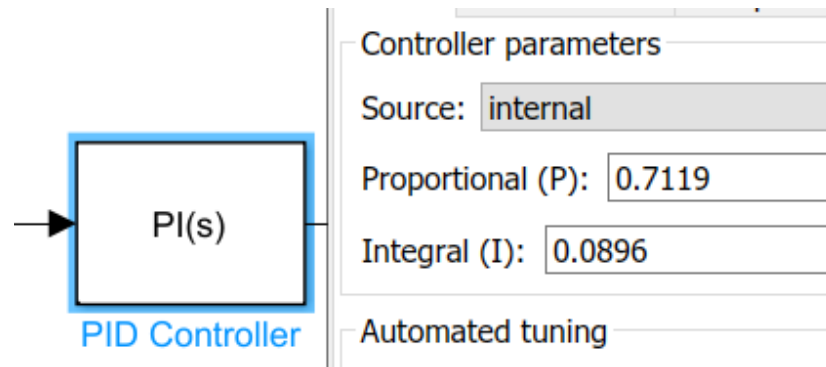 PI(s)
PID Controller
Controller parameters
Source: internal
Proportional (P): 0.7119
Integral (I): 0.0896
Automated tuning